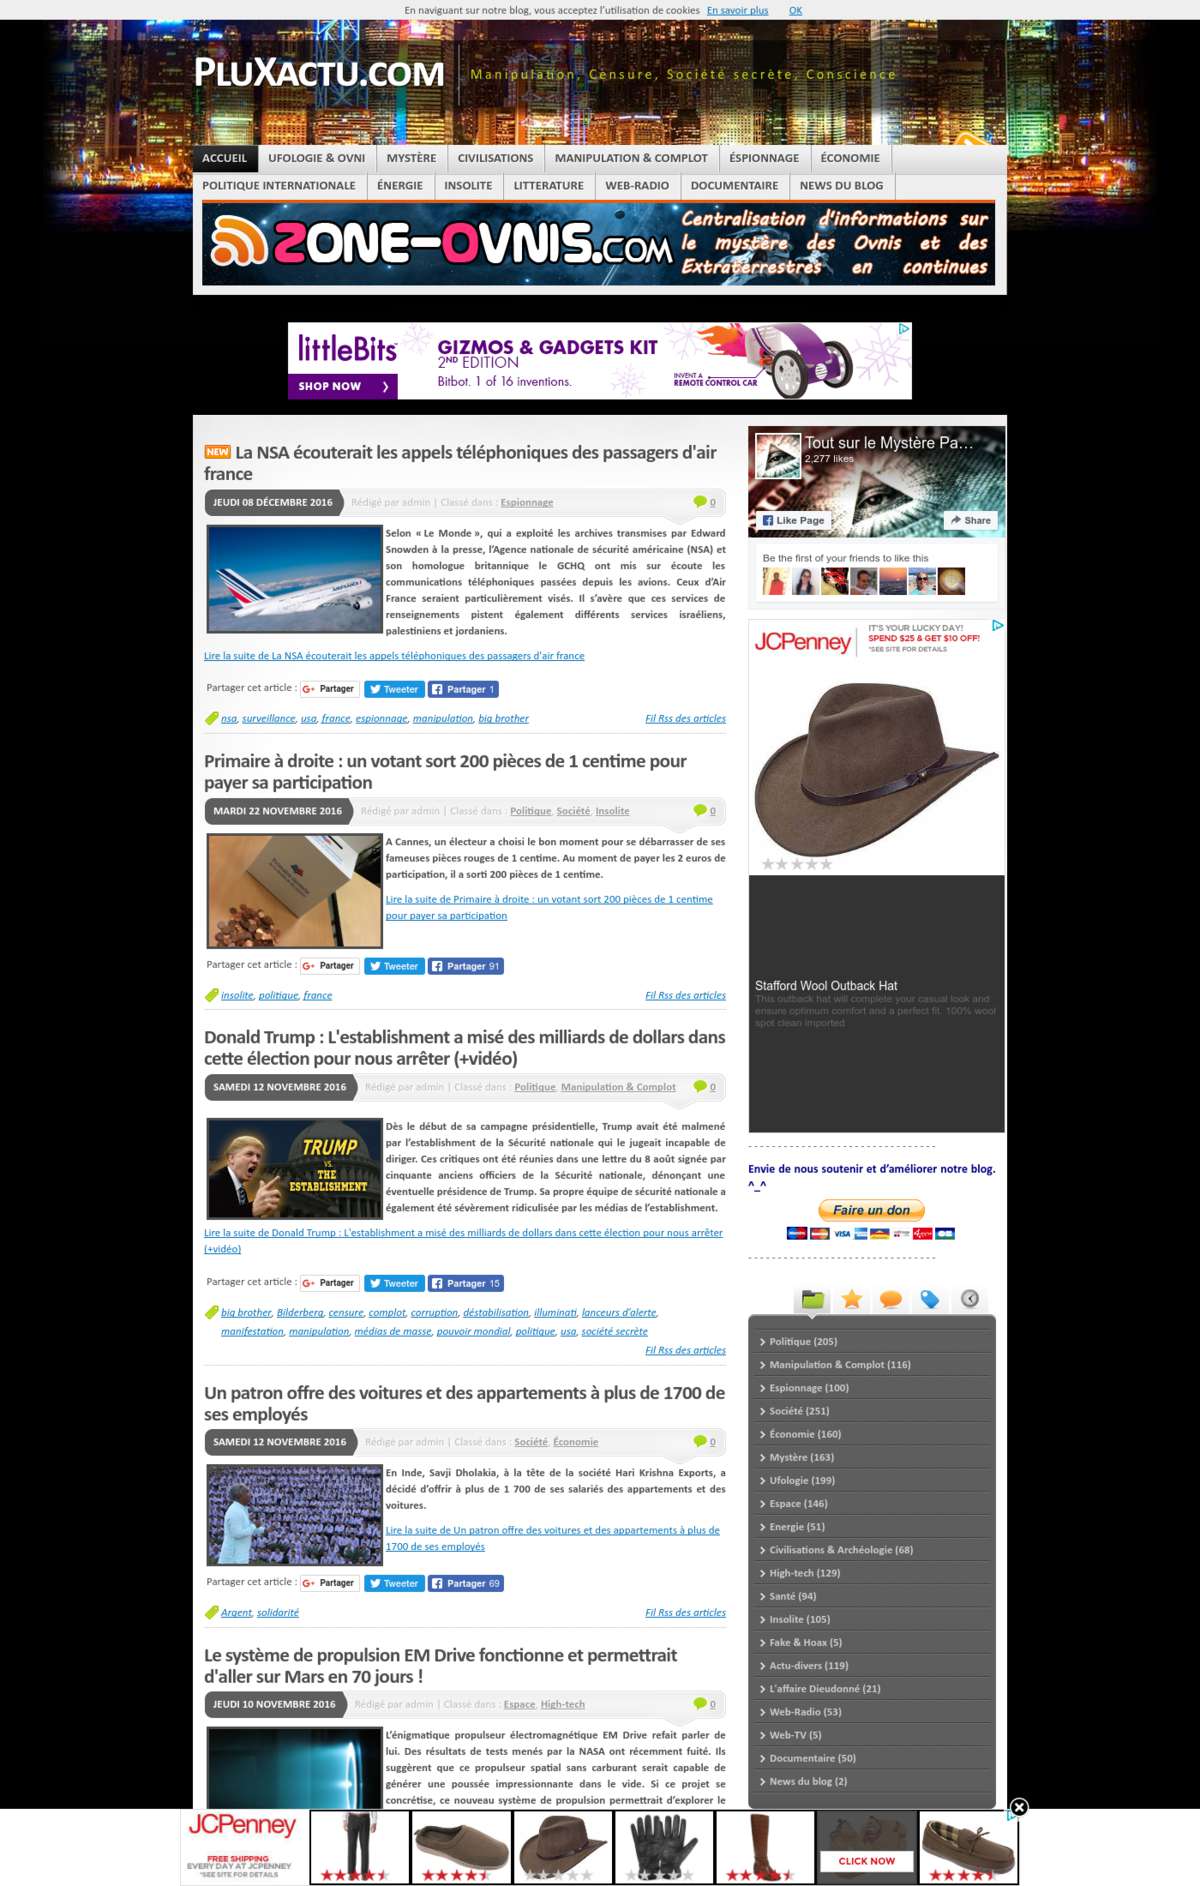 En naviguant sur notre blog, vous acceptez l'utilisation de cookies En savoir plus OK
PLUXACTU.COM
Manipulation, Censure, Société secrète, Conscience
ACCUEIL UFOLOGIE & OVNI MYSTÈRE CIVILISATIONS MANIPULATION & COMPLOT ÉSPIONNAGE ÉCONOMIE
POLITIQUE INTERNATIONALE ÉNERGIE INSOLITE LITTERATURE WEB-RADIO DOCUMENTAIRE NEWS DU BLOG
ZONE-OVNIS.COM
Centralisation d'informations sur
le mystère des Ovnis et des
Extraterrestres en continues
littleBits
SHOP NOW
GIZMOS & GADGETS KIT
2ND EDITION
Bitbot. 1 of 16 inventions.
INVENT A
REMOTE CONTROL CAR
NEW La NSA écouterait les appels téléphoniques des passagers d'air
france
JEUDI 08 DÉCEMBRE 2016 Rédigé par admin | Classé dans : Espionnage 0
Selon « Le Monde », qui a exploité les archives transmises par Edward
Snowden à la presse, l'Agence nationale de sécurité américaine (NSA) et
son homologue britannique le GCHQ ont mis sur écoute les
communications téléphoniques passées depuis les avions. Ceux d'Air
France seraient particulièrement visés. Il s'avère que ces services de
renseignements pistent également différents services israéliens,
palestiniens et jordaniens.
Lire la suite de La NSA écouterait les appels téléphoniques des passagers d'air france
Partager cet article : Partager Tweeter Partager 1
nsa, surveillance, usa, france, espionnage, manipulation, big brother Fil Rss des articles
Primaire à droite : un votant sort 200 pièces de 1 centime pour
payer sa participation
MARDI 22 NOVEMBRE 2016 Rédigé par admin | Classé dans : Politique, Société, Insolite 0
A Cannes, un électeur a choisi le bon moment pour se débarrasser de ses
fameuses pièces rouges de 1 centime. Au moment de payer les 2 euros de
participation, il a sorti 200 pièces de 1 centime.
Lire la suite de Primaire à droite : un votant sort 200 pièces de 1 centime
pour payer sa participation
Partager cet article : Partager Tweeter Partager 91
insolite, politique, france Fil Rss des articles
Donald Trump : L'establishment a misé des milliards de dollars dans
cette élection pour nous arrêter (+vidéo)
SAMEDI 12 NOVEMBRE 2016 Rédigé par admin | Classé dans : Politique, Manipulation & Complot 0
TRUMP
VS.
THE
ESTABLISHMENT
Dès le début de sa campagne présidentielle, Trump avait été malmené
par l'establishment de la Sécurité nationale qui le jugeait incapable de
diriger. Ces critiques ont été réunies dans une lettre du 8 août signée par
cinquante anciens officiers de la Sécurité nationale, dénonçant une
éventuelle présidence de Trump. Sa propre équipe de sécurité nationale a
également été sévèrement ridiculisée par les médias de l'establishment.
Lire la suite de Donald Trump : L'establishment a misé des milliards de dollars dans cette élection pour nous arrêter
(+vidéo)
Partager cet article : Partager Tweeter Partager 15
big brother, Bilderberg, censure, complot, corruption, déstabilisation, illuminati, lanceurs d'alerte,
manifestation, manipulation, médias de masse, pouvoir mondial, politique, usa, société secrète
Fil Rss des articles
Un patron offre des voitures et des appartements à plus de 1700 de
ses employés
SAMEDI 12 NOVEMBRE 2016 Rédigé par admin | Classé dans : Société, Économie 0
En Inde, Savji Dholakia, à la tête de la société Hari Krishna Exports, a
décidé d'offrir à plus de 1 700 de ses salariés des appartements et des
voitures.
Lire la suite de Un patron offre des voitures et des appartements à plus de
1700 de ses employés
Partager cet article : Partager Tweeter Partager 69
Argent, solidarité Fil Rss des articles
Le système de propulsion EM Drive fonctionne et permettrait
d'aller sur Mars en 70 jours !
JEUDI 10 NOVEMBRE 2016 Rédigé par admin | Classé dans : Espace, High-tech 0
L'énigmatique propulseur électromagnétique EM Drive refait parler de
lui. Des résultats de tests menés par la NASA ont récemment fuité. Ils
suggèrent que ce propulseur spatial sans carburant serait capable de
générer une poussée impressionnante dans le vide. Si ce projet se
concrétise, ce nouveau système de propulsion permettrait d'explorer le
Tout sur le Mystère Pa...
2,277 likes
Like Page Share
Be the first of your friends to like this
JCPenney
IT'S YOUR LUCKY DAY!
SPEND $25 & GET $10 OFF!
*SEE SITE FOR DETAILS
Stafford Wool Outback Hat
This outback hat will complete your casual look and
ensure optimum comfort and a perfect fit. 100% wool
spot clean imported
Envie de nous soutenir et d'améliorer notre blog.
^_^
Faire un don
VISA
Politique (205)
Manipulation & Complot (116)
Espionnage (100)
Société (251)
Économie (160)
Mystère (163)
Ufologie (199)
Espace (146)
Energie (51)
Civilisations & Archéologie (68)
High-tech (129)
Santé (94)
Insolite (105)
Fake & Hoax (5)
Actu-divers (119)
L'affaire Dieudonné (21)
Web-Radio (53)
Web-TV (5)
Documentaire (50)
News du blog (2)
JCPenney
FREE SHIPPING
EVERY DAY AT JCPENNEY
*SEE SITE FOR DETAILS
CLICK NOW